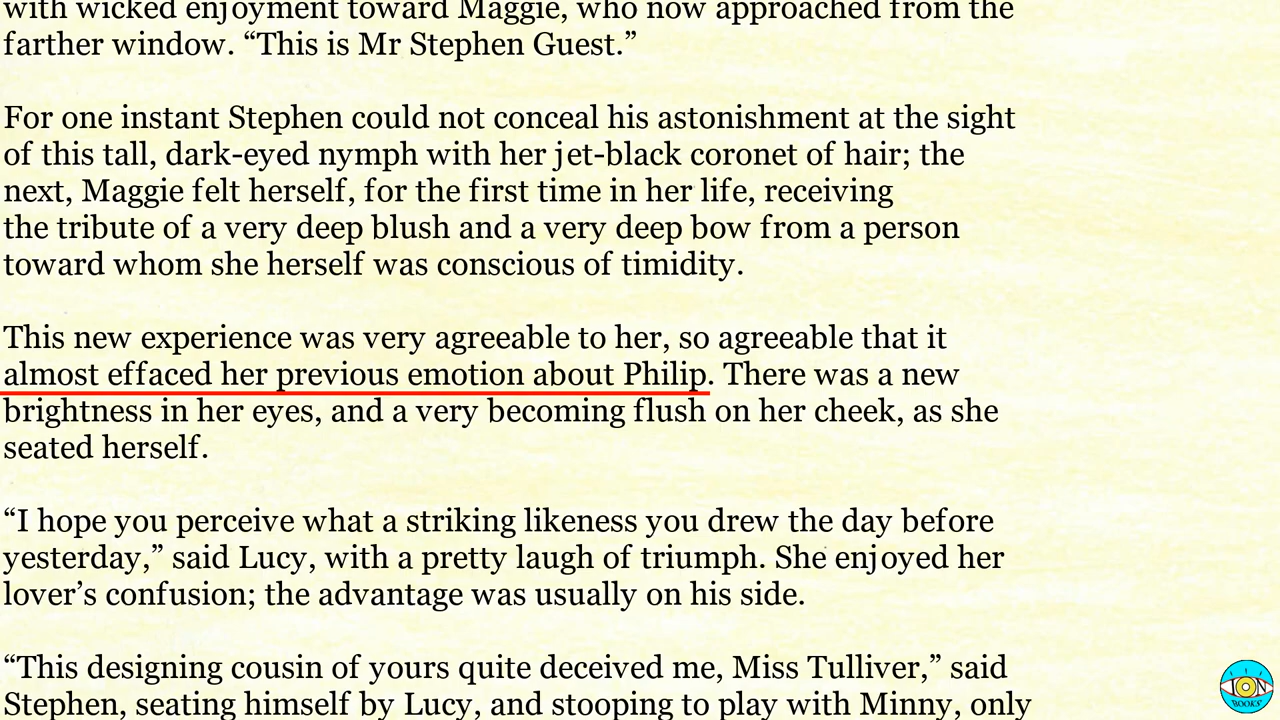 with wicked enjoyment toward Maggie, who now approached from the
farther window. “This is Mr Stephen Guest.”
For one instant Stephen could not conceal his astonishment at the sight
of this tall, dark-eyed nymph with her jet-black coronet of hair; the
next, Maggie felt herself, for the first time in her life, receiving
the tribute of a very deep blush and a very deep bow from a person
toward whom she herself was conscious of timidity.
This new experience was very agreeable to her, so agreeable that it
almost effaced her previous emotion about Philip. There was a new
brightness in her eyes, and a very becoming flush on her cheek, as she
seated herself.
“I hope you perceive what a striking likeness you drew the day before
yesterday,” said Lucy, with a pretty laugh of triumph. She enjoyed her
lover’s confusion; the advantage was usually on his side.
“This designing cousin of yours quite deceived me, Miss Tulliver,” said
Stephen, seating himself by Lucy, and stooping to play with Minny, only
BOOKS